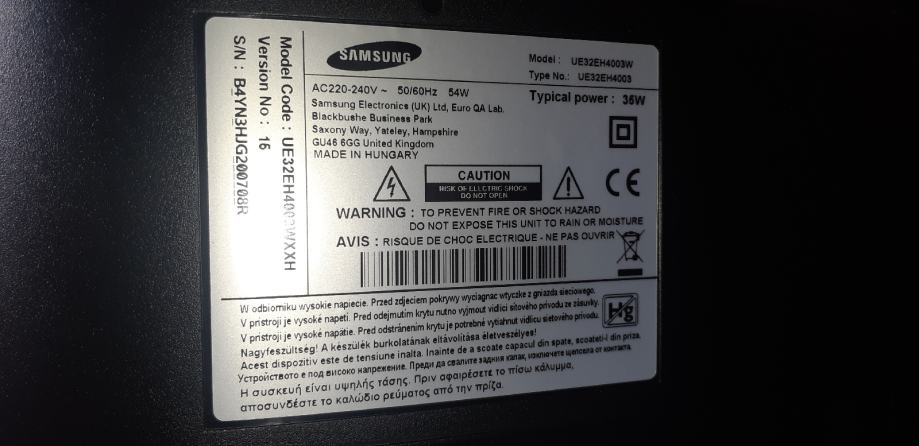 SAMSUNG
Model : UE32EH4003W
Type No.: UE32EH4003
AC220-240V ~ 50/60Hz 54W
Typical power : 35W
Samsung Electronics (UK) Ltd, Euro QA Lab.
Blackbushe Business Park
Saxony Way, Yateley, Hampshire
GU46 6GG United Kingdom
MADE IN HUNGARY
CAUTION
RISK OF ELECTRIC SHOCK
DO NOT OPEN
CE
WARNING : TO PREVENT FIRE OR SHOCK HAZARD
DO NOT EXPOSE THIS UNIT TO RAIN OR MOISTURE
AVIS : RISQUE DE CHOC ELECTRIQUE - NE PAS OUVRIR
Model Code : UE32EH4003WXXH
Version No : 16
S/N : B4YN3HJG200708R
W odbiorniku wysokie napiecie. Przed zdjeciem pokrywy wyciagnac wtyczke z gniazda sieciowego.
V prístroji je vysoké napetí. Pred odejmutím krytu nutno vyjmout vidlici sítového prívodu ze zásuvky.
V prístroji je vysoké napätie. Pred odstránením krytu je potrebné vytiahnut vidlicu sietového prívodu.
Nagyfeszültség! A készülék burkolatának eltávolítása életveszélyes!
Acest dispozitiv este de tensiune inalta. Inainte de a scoate capacul din spate, scoateti-l din priza.
Устройството е под високо напрежение. Преди да свалите задния капак, изключете щепсела от контакта.
Η συσκευή είναι υψηλής τάσης. Πριν αφαιρέσετε το πίσω κάλυμμα,
αποσυνδέστε το καλώδιο ρεύματος από την πρίζα.
Hg